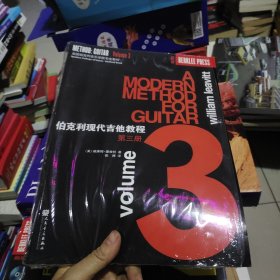 METHOD: GUITAR Volume 3
BERKLEE PRESS
A
MODERN
METHOD
FOR
GUITAR
william leavitt
伯克利现代吉他教程
第三册
volume
3